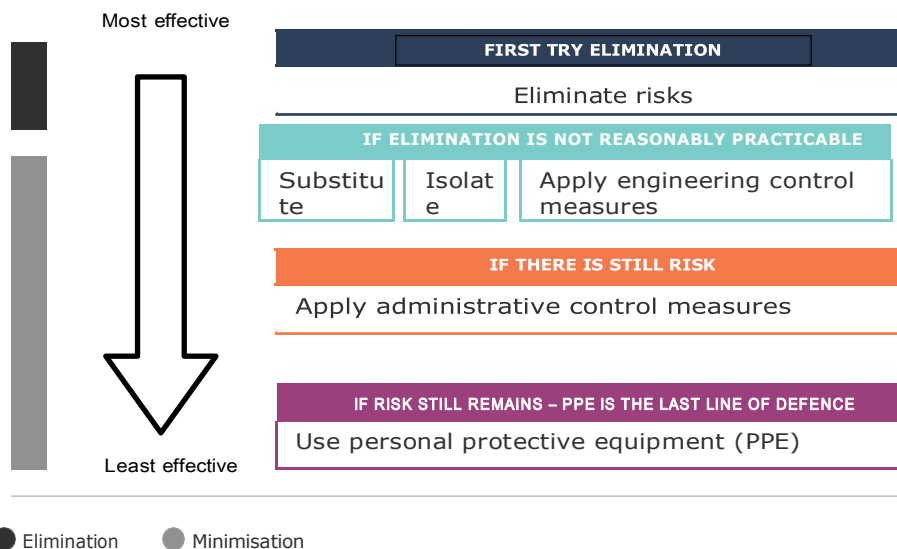 Most effective
FIRST TRY ELIMINATION
Eliminate risks
IF ELIMINATION IS NOT REASONABLY PRACTICABLE
Substitu
te
Isolat
e
Apply engineering control
measures
IF THERE IS STILL RISK
Apply administrative control measures
IF RISK STILL REMAINS – PPE IS THE LAST LINE OF DEFENCE
Use personal protective equipment (PPE)
Least effective
Elimination
Minimisation